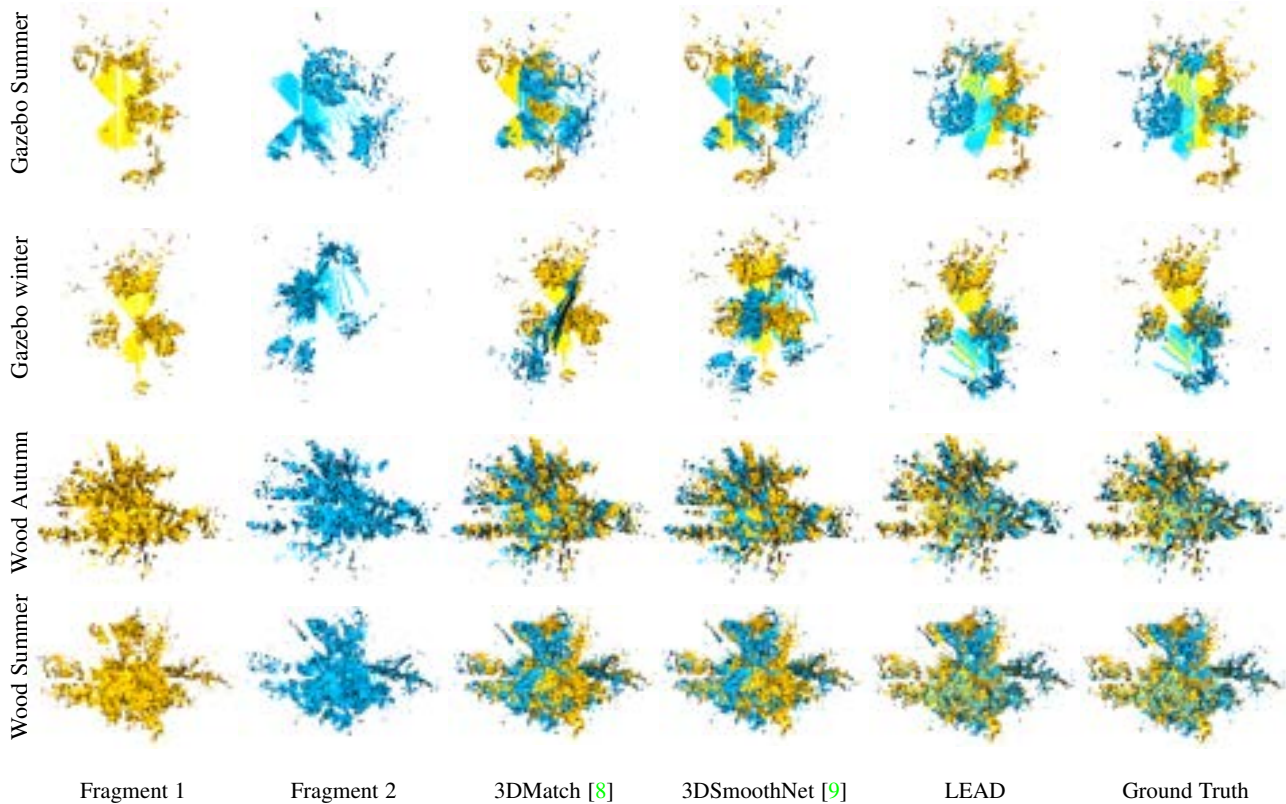 Gazebo Summer
Gazebo winter
Wood Autumn
Wood Summer
Fragment 1
Fragment 2
3DMatch [8]
3DSmoothNet [9]
LEAD
Ground Truth